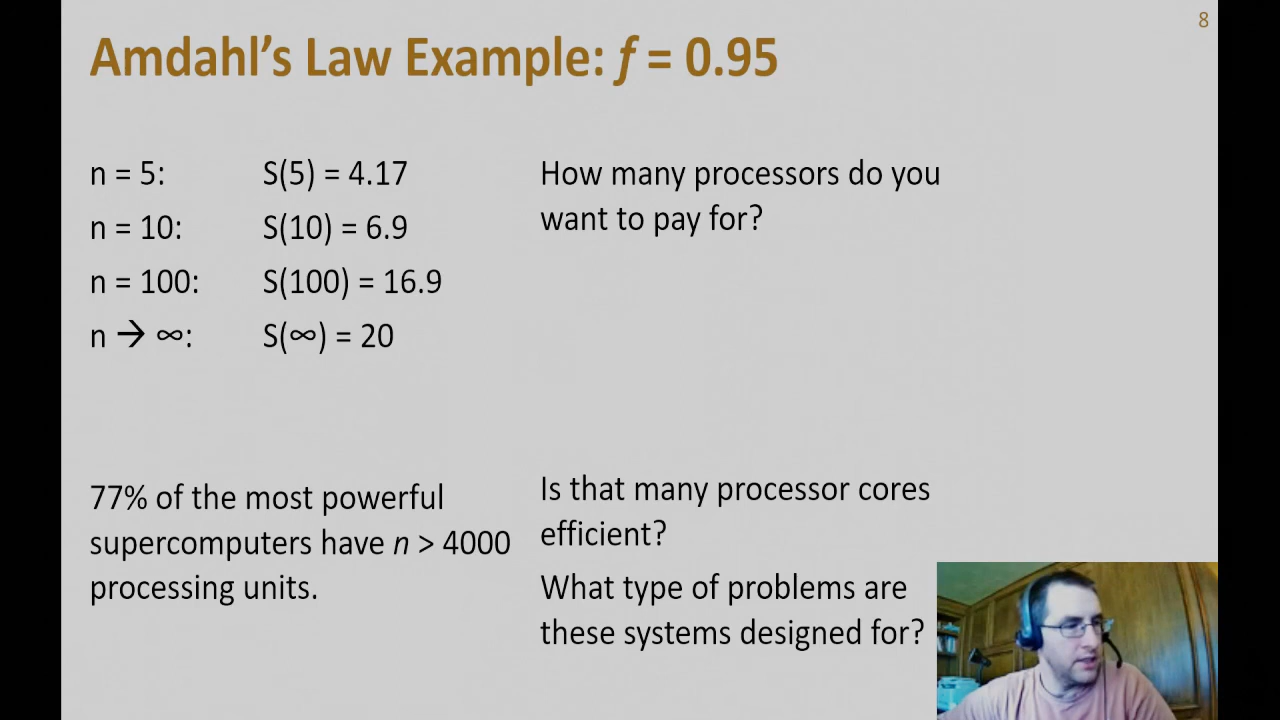 8
Amdahl’s Law Example: f = 0.95
n = 5: S(5) = 4.17
n = 10: S(10) = 6.9
n = 100: S(100) = 16.9
n → ∞: S(∞) = 20
How many processors do you
want to pay for?
77% of the most powerful
supercomputers have n > 4000
processing units.
Is that many processor cores
efficient?
What type of problems are
these systems designed for?